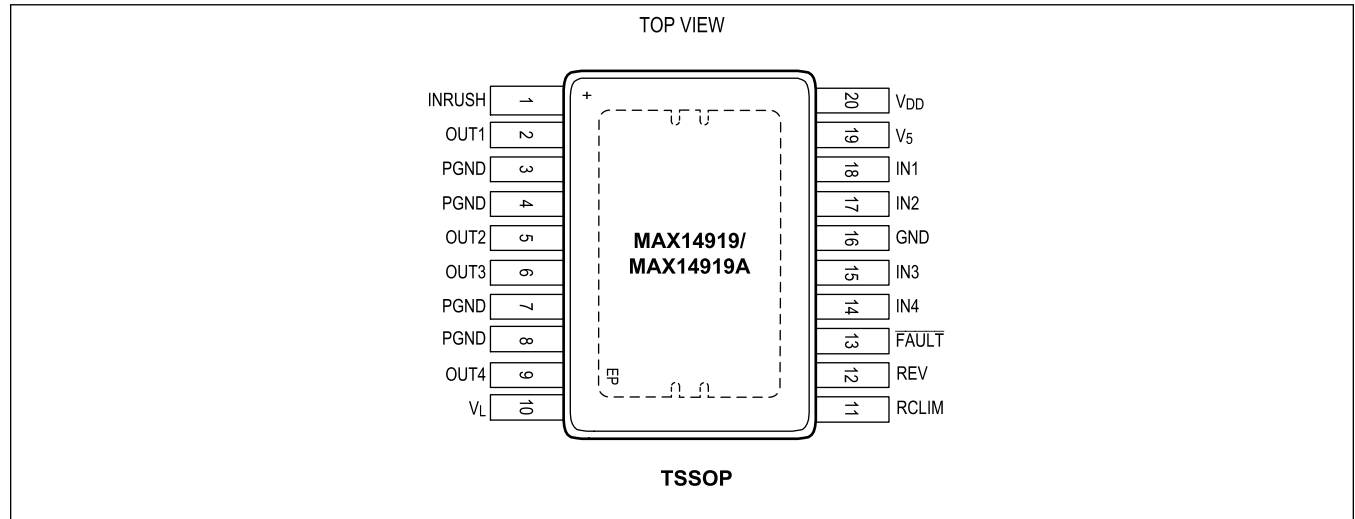 TOP VIEW
INRUSH 1
OUT1 2
PGND 3
PGND 4
OUT2 5
OUT3 6
PGND 7
PGND 8
OUT4 9
VL 10
+
MAX14919/
MAX14919A
EP
20 VDD
19 V5
18 IN1
17 IN2
16 GND
15 IN3
14 IN4
13 FAULT
12 REV
11 RCLIM
TSSOP